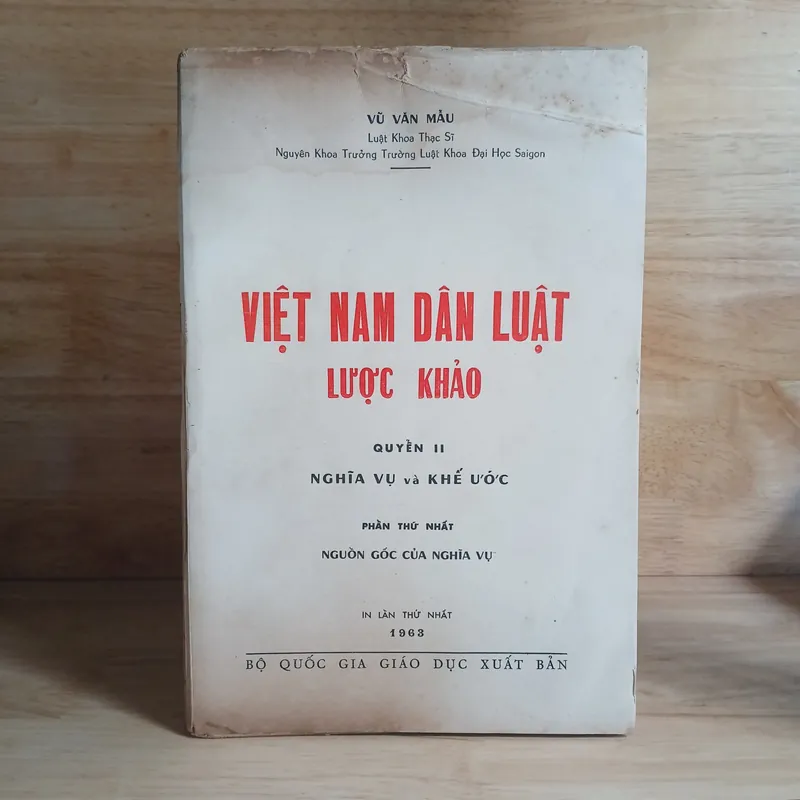 VŨ VĂN MẪU
Luật Khoa Thạc Sĩ
Nguyên Khoa Trưởng Trường Luật Khoa Đại Học Saigon
VIỆT NAM DÂN LUẬT
LƯỢC KHẢO
QUYỂN II
NGHĨA VỤ và KHẾ ƯỚC
PHẦN THỨ NHẤT
NGUỒN GỐC CỦA NGHĨA VỤ
IN LẦN THỨ NHẤT
1963
BỘ QUỐC GIA GIÁO DỤC XUẤT BẢN